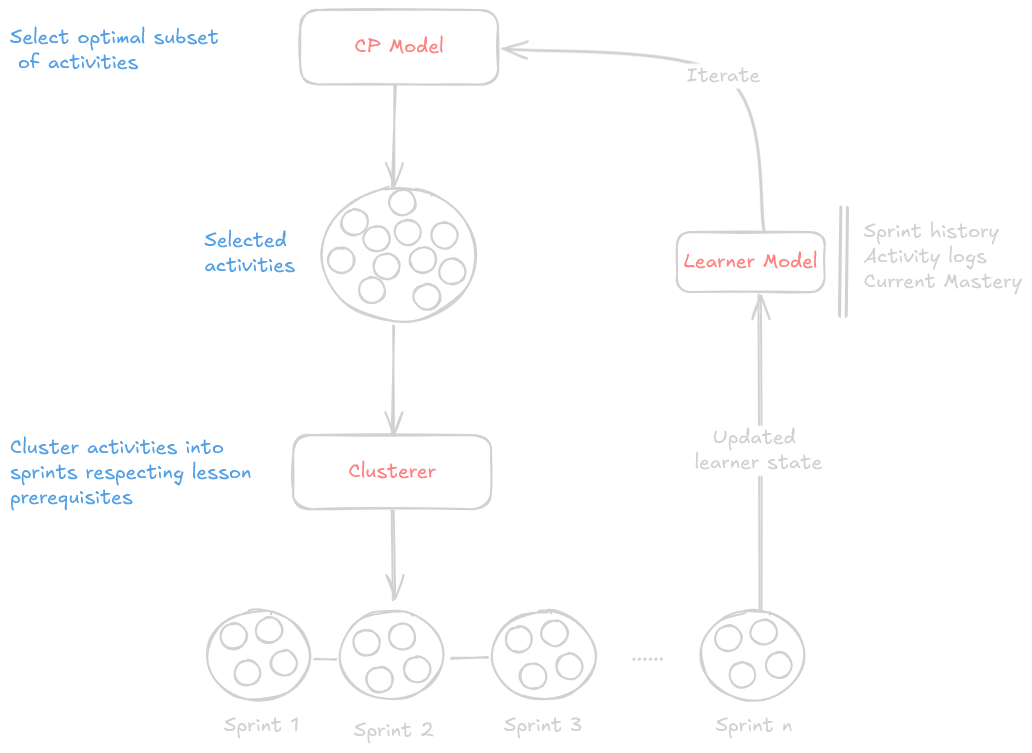 Select optimal subset
of activities
CP Model
Iterate
Selected
activities
Learner Model
Sprint history
Activity logs
Current Mastery
Cluster activities into
sprints respecting lesson
prerequisites
Clusterer
Updated
learner state
......
Sprint 1
Sprint 2
Sprint 3
Sprint n